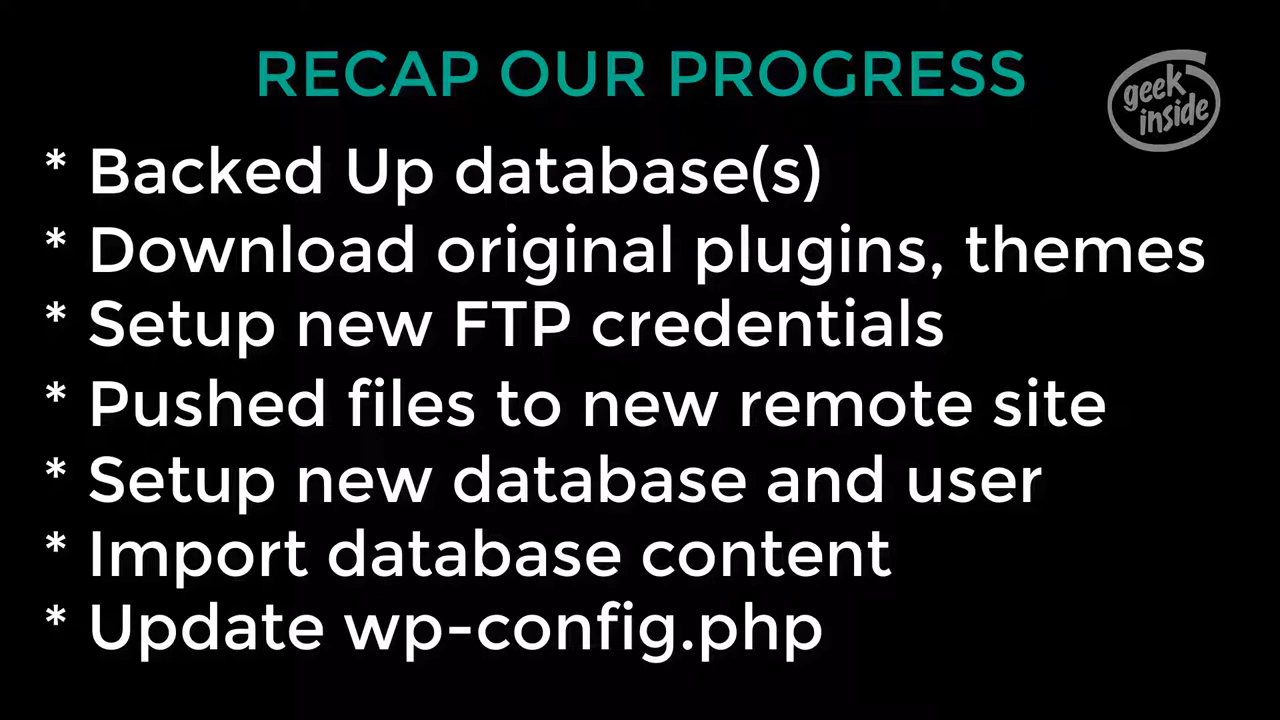 RECAP OUR PROGRESS
geek
inside
* Backed Up database(s)
* Download original plugins, themes
* Setup new FTP credentials
* Pushed files to new remote site
* Setup new database and user
* Import database content
* Update wp-config.php